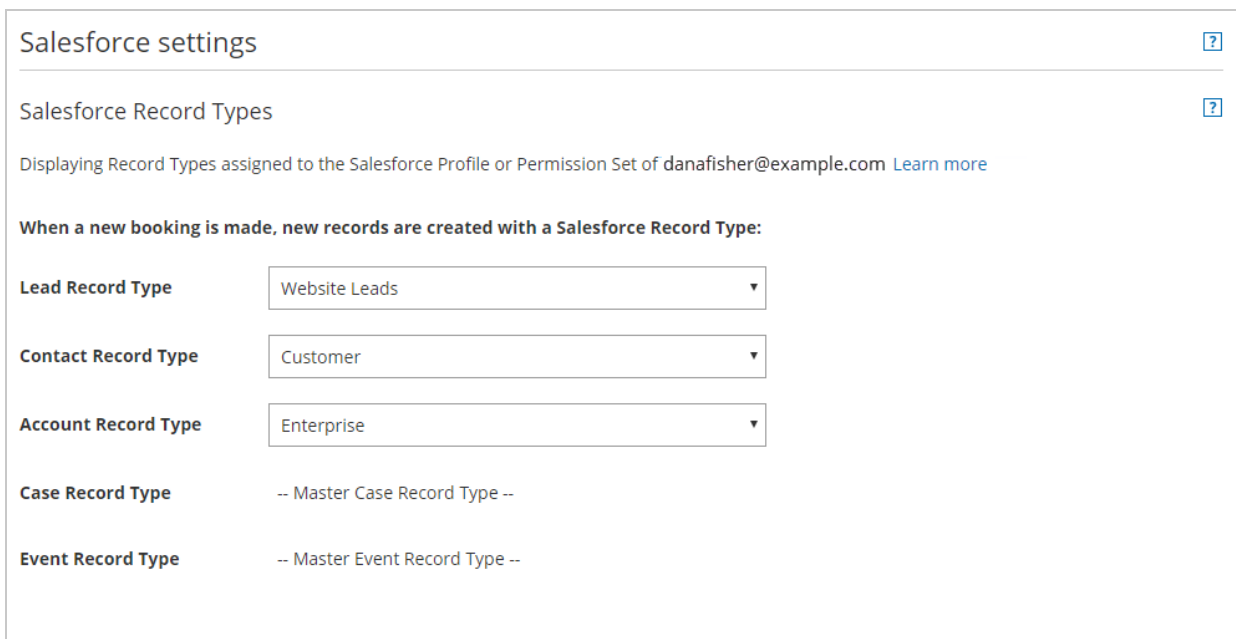 Salesforce settings ?
Salesforce Record Types ?
Displaying Record Types assigned to the Salesforce Profile or Permission Set of danafisher@example.com Learn more
When a new booking is made, new records are created with a Salesforce Record Type:
Lead Record Type Website Leads
Contact Record Type Customer
Account Record Type Enterprise
Case Record Type -- Master Case Record Type --
Event Record Type -- Master Event Record Type --